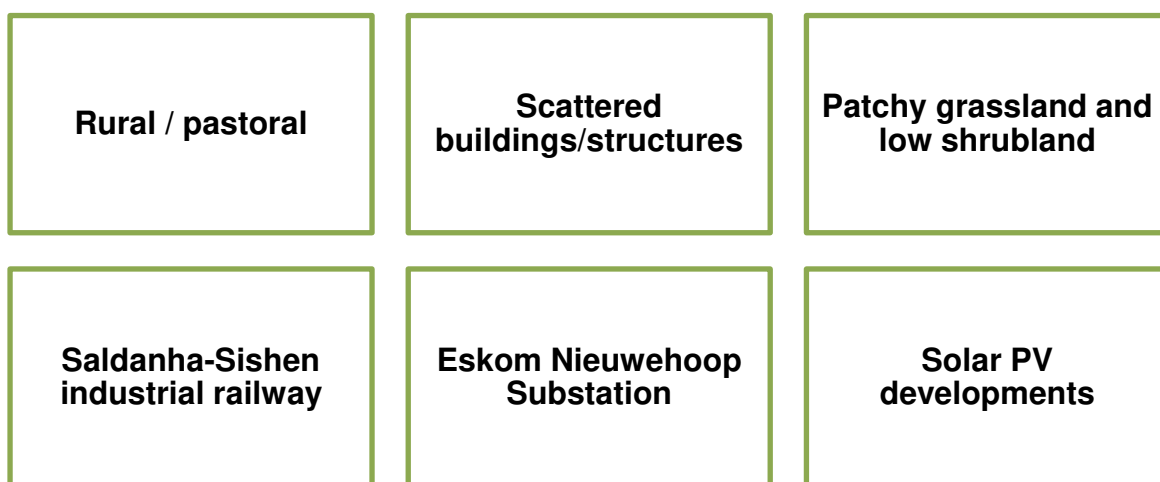 Rural / pastoral
Scattered
buildings/structures
Patchy grassland and
low shrubland
Saldanha-Sishen
industrial railway
Eskom Nieuwehoop
Substation
Solar PV
developments